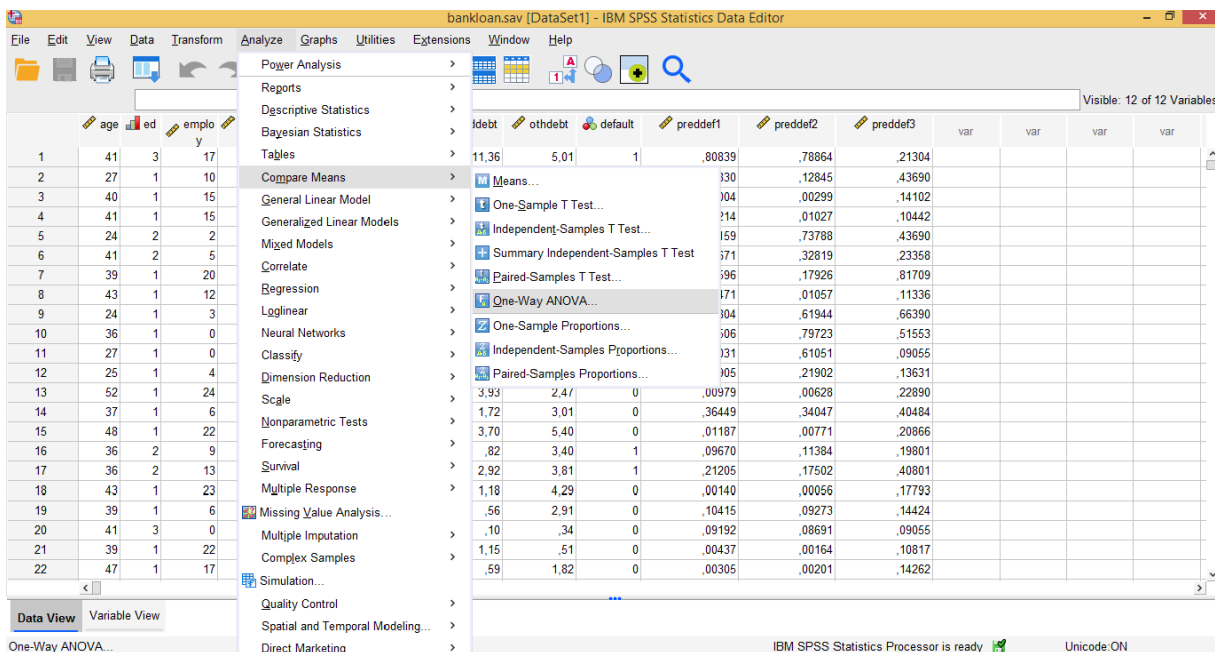 bankloan.sav [DataSet1] - IBM SPSS Statistics Data Editor
File Edit View Data Transform Analyze Graphs Utilities Extensions Window Help
Visible: 12 of 12 Variables
age ed emplo y debt othdebt default preddef1 preddef2 preddef3 var var var var
1 41 3 17 11,36 5,01 1 ,80839 ,78864 ,21304
2 27 1 10 330 ,12845 ,43690
3 40 1 15 004 ,00299 ,14102
4 41 1 15 214 ,01027 ,10442
5 24 2 2 159 ,73788 ,43690
6 41 2 5 671 ,32819 ,23358
7 39 1 20 596 ,17926 ,81709
8 43 1 12 471 ,01057 ,11336
9 24 1 3 304 ,61944 ,66390
10 36 1 0 506 ,79723 ,51553
11 27 1 0 031 ,61051 ,09055
12 25 1 4 905 ,21902 ,13631
13 52 1 24 3,93 2,47 0 ,00979 ,00628 ,22890
14 37 1 6 1,72 3,01 0 ,36449 ,34047 ,40484
15 48 1 22 3,70 5,40 0 ,01187 ,00771 ,20866
16 36 2 9 ,82 3,40 1 ,09670 ,11384 ,19801
17 36 2 13 2,92 3,81 1 ,21205 ,17502 ,40801
18 43 1 23 1,18 4,29 0 ,00140 ,00056 ,17793
19 39 1 6 ,56 2,91 0 ,10415 ,09273 ,14424
20 41 3 0 ,10 ,34 0 ,09192 ,08691 ,09055
21 39 1 22 1,15 ,51 0 ,00437 ,00164 ,10817
22 47 1 17 ,59 1,82 0 ,00305 ,00201 ,14262
Power Analysis
Reports
Descriptive Statistics
Bayesian Statistics
Tables
Compare Means
General Linear Model
Generalized Linear Models
Mixed Models
Correlate
Regression
Loglinear
Neural Networks
Classify
Dimension Reduction
Scale
Nonparametric Tests
Forecasting
Survival
Multiple Response
Missing Value Analysis...
Multiple Imputation
Complex Samples
Simulation...
Quality Control
Spatial and Temporal Modeling...
Direct Marketing
Means...
One-Sample T Test...
Independent-Samples T Test...
Summary Independent-Samples T Test
Paired-Samples T Test...
One-Way ANOVA...
One-Sample Proportions...
Independent-Samples Proportions...
Paired-Samples Proportions...
Data View Variable View
One-Way ANOVA... IBM SPSS Statistics Processor is ready Unicode:ON